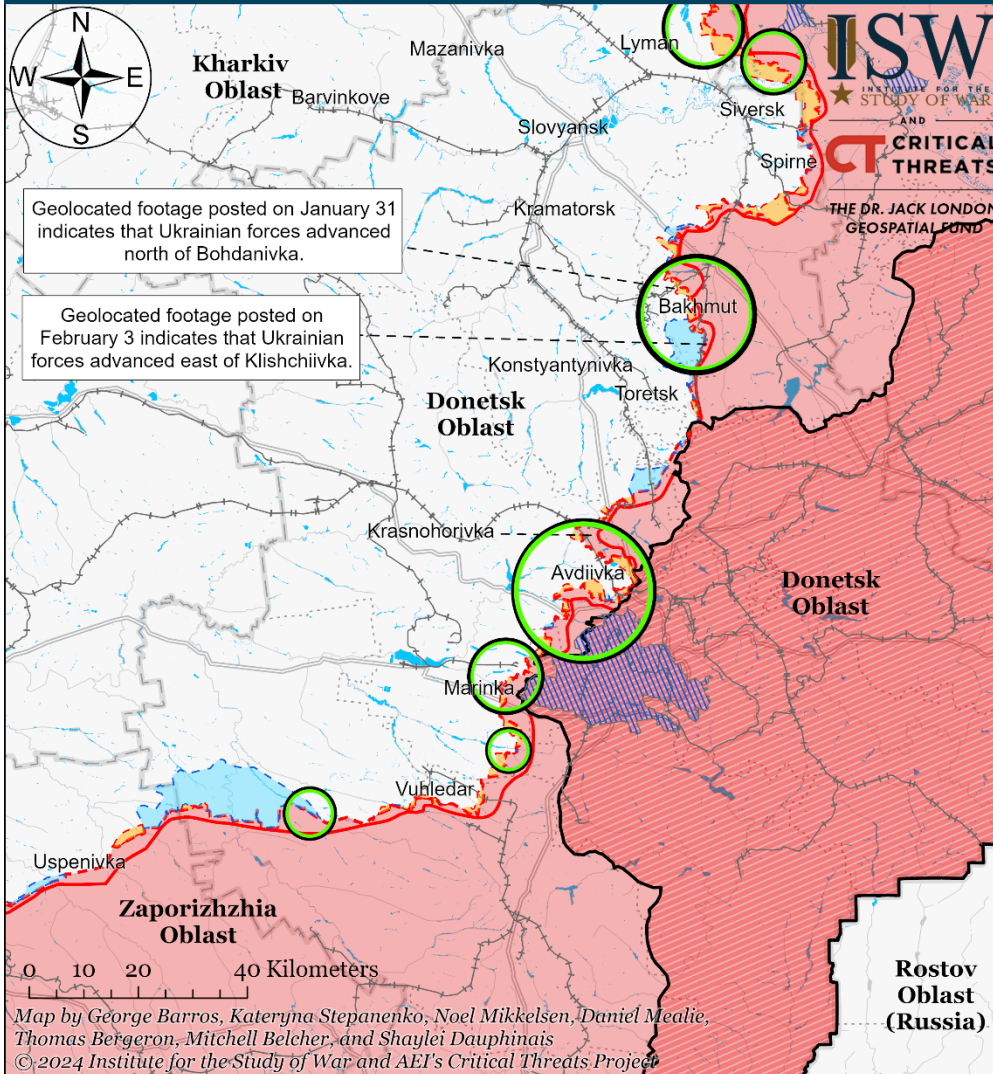 N
W
E
S
Kharkiv
Oblast
Mazanivka
Lyman
Barvinkove
Slovyansk
Siversk
Spirne
Kramatorsk
ISW
INSTITUTE FOR THE
STUDY OF WAR
AND
CT CRITICAL
THREATS
THE DR. JACK LONDON
GEOSPATIAL FUND
Geolocated footage posted on January 31
indicates that Ukrainian forces advanced
north of Bohdanivka.
Geolocated footage posted on
February 3 indicates that Ukrainian
forces advanced east of Klishchiivka.
Bakhmut
Konstyantynivka
Toretsk
Donetsk
Oblast
Krasnohorivka
Avdiivka
Donetsk
Oblast
Marinka
Vuhledar
Uspenivka
Zaporizhzhia
Oblast
Rostov
Oblast
(Russia)
0 10 20 40 Kilometers
Map by George Barros, Kateryna Stepanenko, Noel Mikkelsen, Daniel Mealie,
Thomas Bergeron, Mitchell Belcher, and Shaylei Dauphinais
© 2024 Institute for the Study of War and AEI's Critical Threats Project